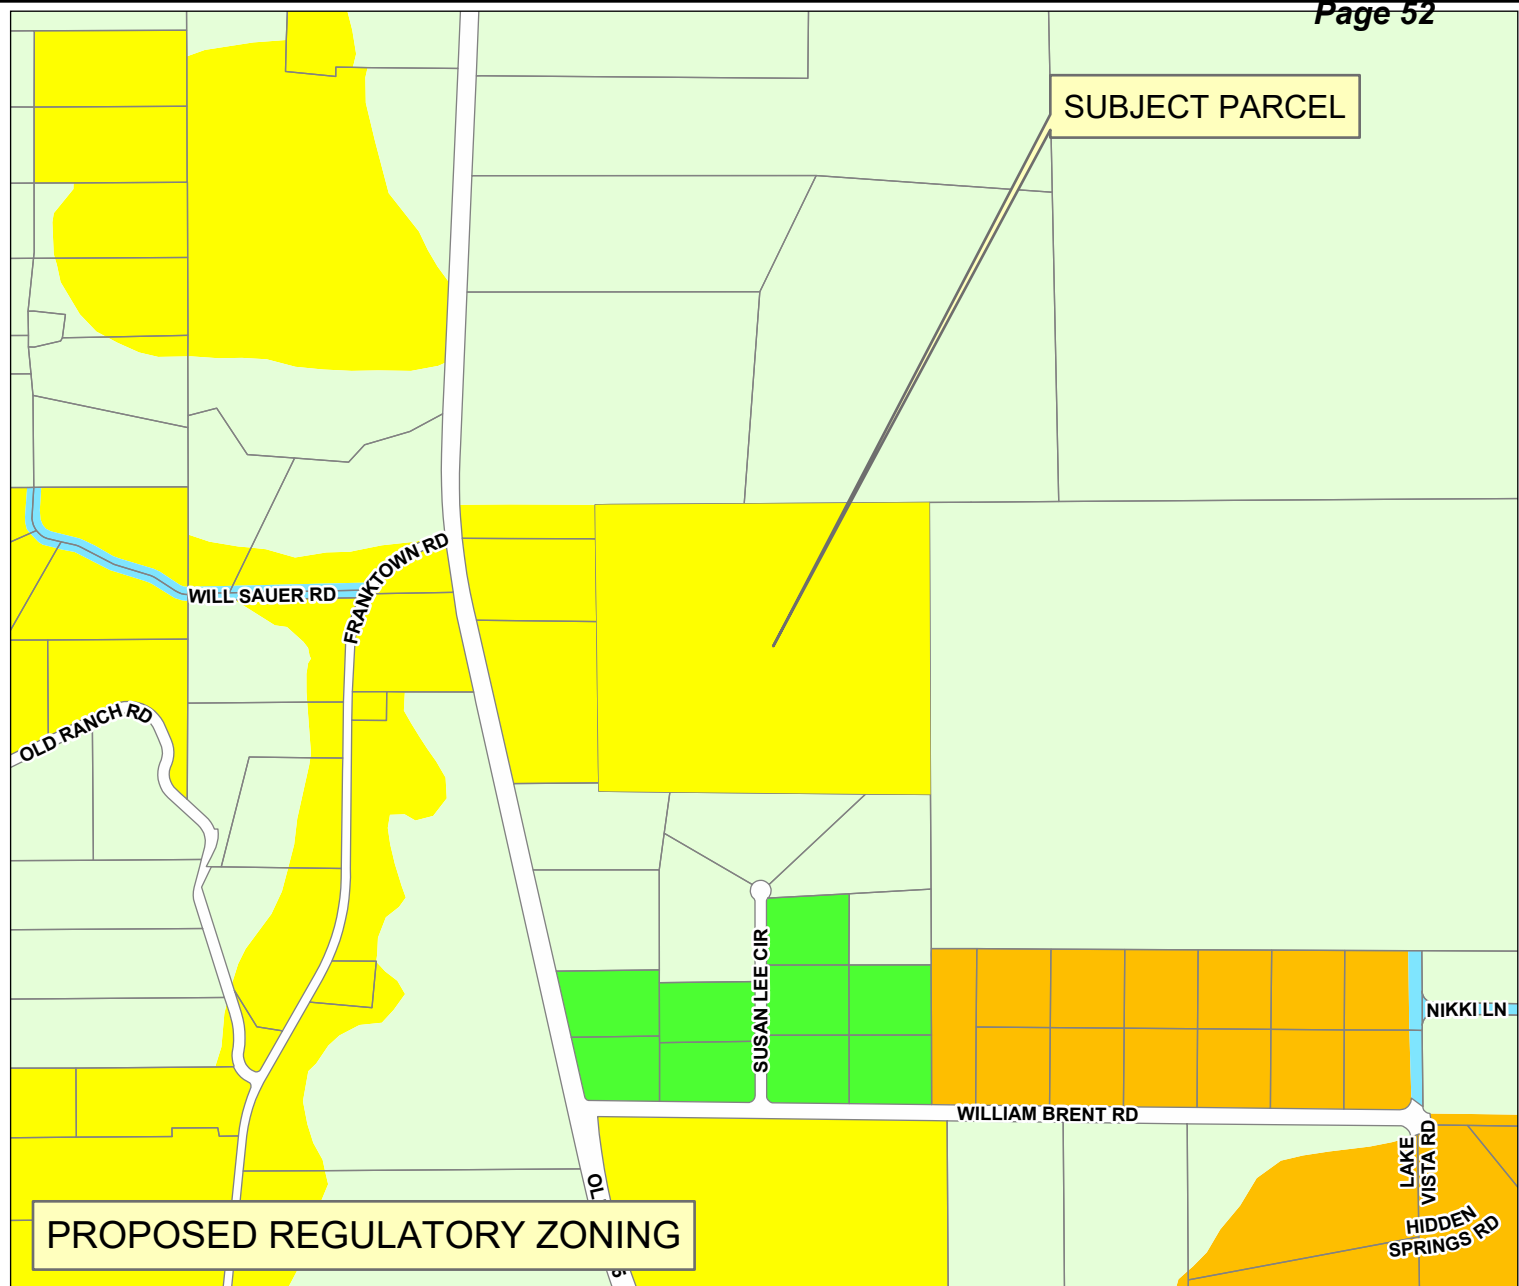 Page 52
SUBJECT PARCEL
FRANKTOWN RD
WILL SAUER RD
OLD RANCH RD
SUSAN LEE CIR
NIKKI LN
WILLIAM BRENT RD
LAKE
VISTA RD
HIDDEN
SPRINGS RD
OL
PROPOSED REGULATORY ZONING